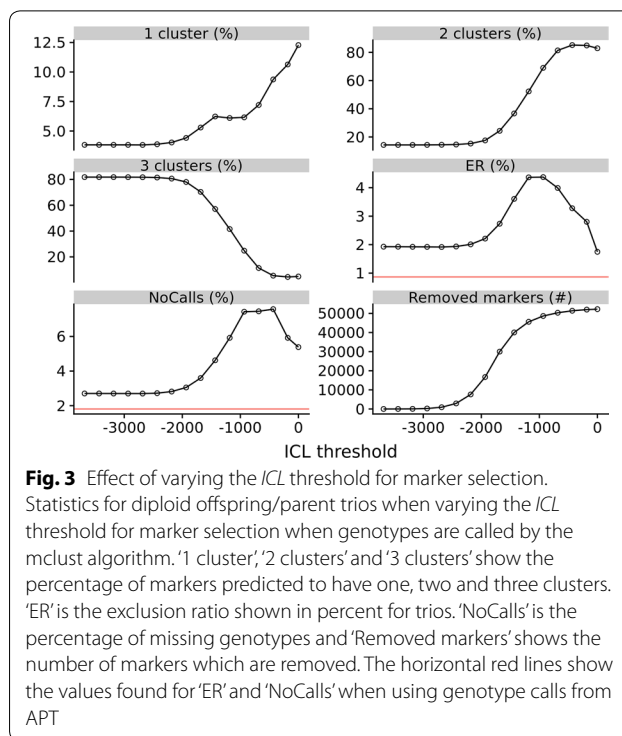 1 cluster (%)
2 clusters (%)
12.5
10.0
7.5
5.0
80
60
40
20
3 clusters (%)
ER (%)
80
60
40
20
4
3
2
1
NoCalls (%)
Removed markers (#)
6
4
2
50000
40000
30000
20000
10000
0
-3000 -2000 -1000 0
-3000 -2000 -1000 0
ICL threshold
Fig. 3 Effect of varying the ICL threshold for marker selection.
Statistics for diploid offspring/parent trios when varying the ICL
threshold for marker selection when genotypes are called by the
mclust algorithm. ‘1 cluster’, ‘2 clusters’ and ‘3 clusters’ show the
percentage of markers predicted to have one, two and three clusters.
‘ER’ is the exclusion ratio shown in percent for trios. ‘NoCalls’ is the
percentage of missing genotypes and ‘Removed markers’ shows the
number of markers which are removed. The horizontal red lines show
the values found for ‘ER’ and ‘NoCalls’ when using genotype calls from
APT